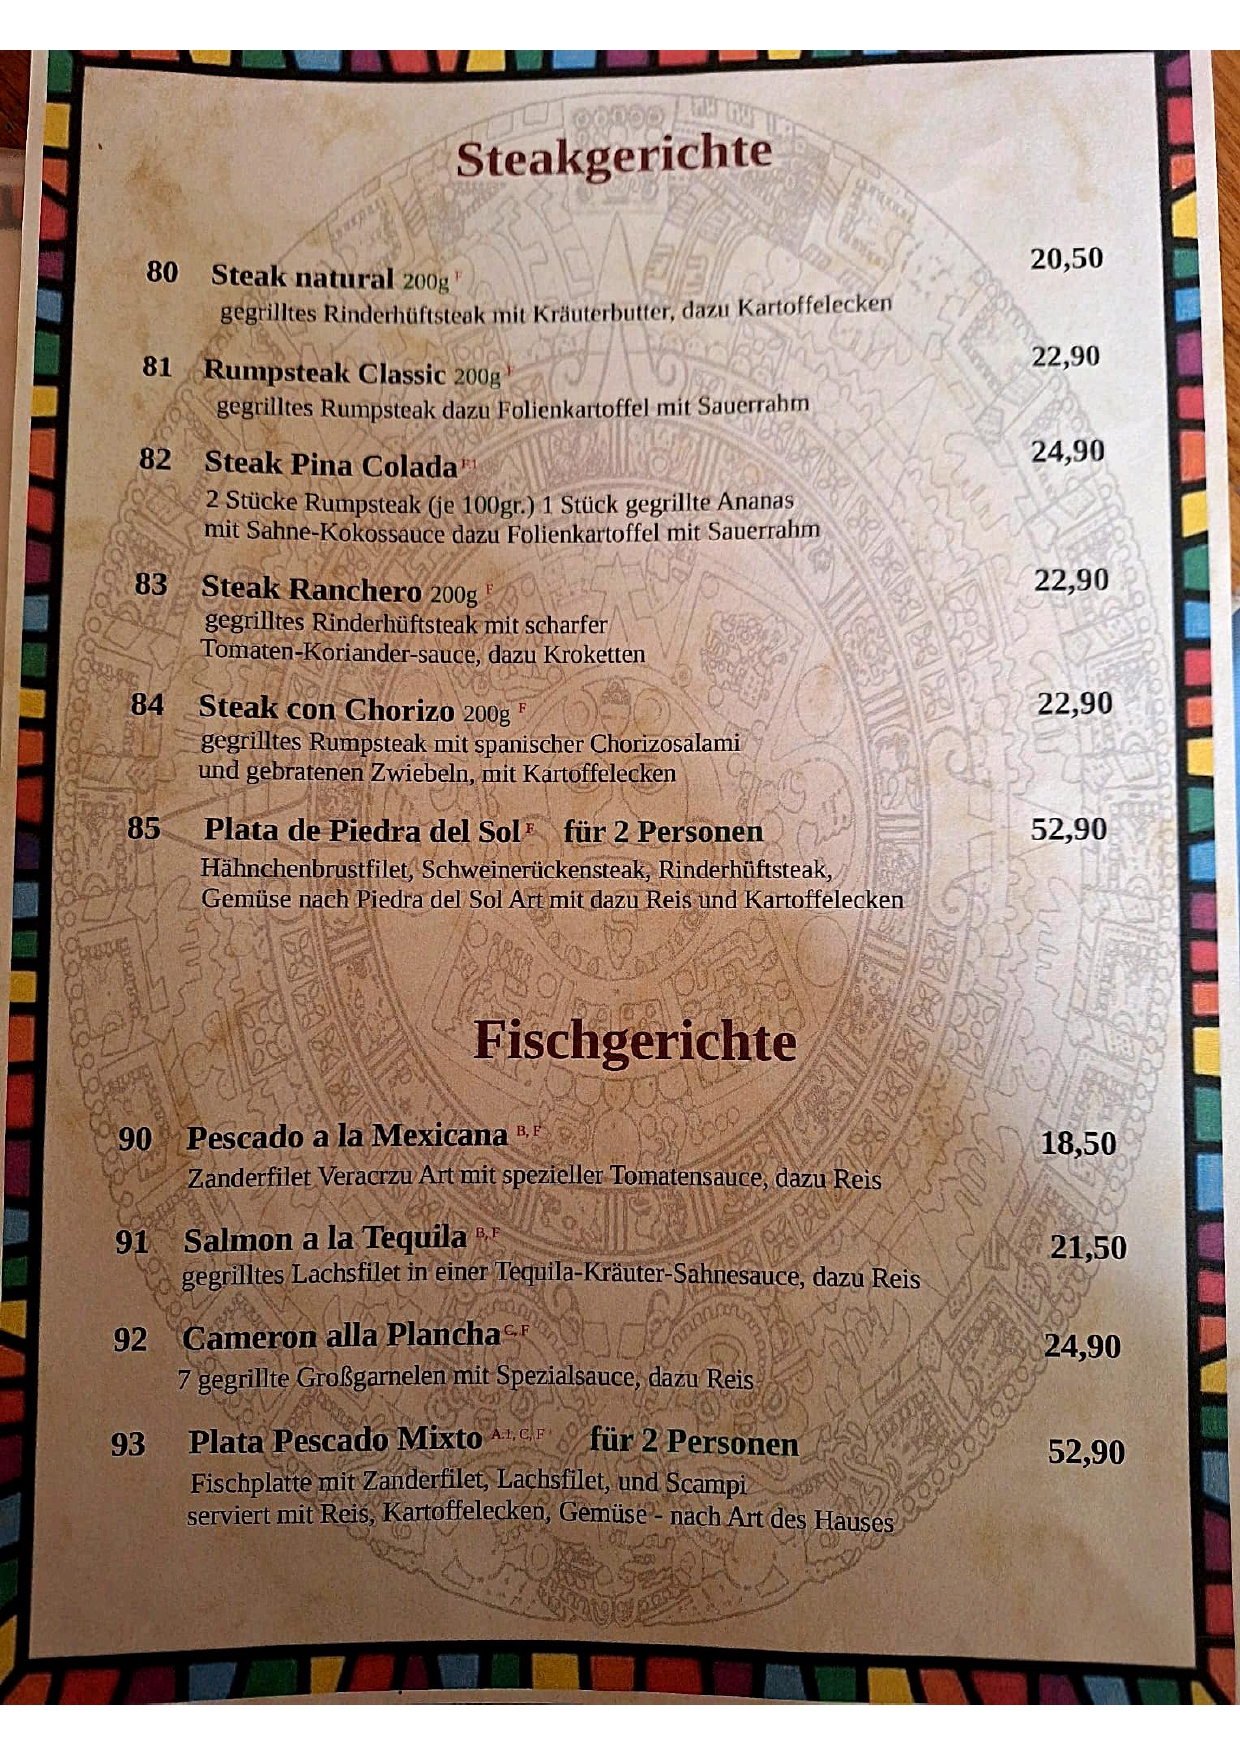 Steakgerichte
80 Steak natural 200g F 20,50
gegrilltes Rinderhüftsteak mit Kräuterbutter, dazu Kartoffelecken
81 Rumpsteak Classic 200g F 22,90
gegrilltes Rumpsteak dazu Folienkartoffel mit Sauerrahm
82 Steak Pina Colada 24,90
2 Stücke Rumpsteak (je 100gr.) 1 Stück gegrillte Ananas
mit Sahne-Kokossauce dazu Folienkartoffel mit Sauerrahm
83 Steak Ranchero 200g F 22,90
gegrilltes Rinderhüftsteak mit scharfer
Tomaten-Koriander-sauce, dazu Kroketten
84 Steak con Chorizo 200g F 22,90
gegrilltes Rumpsteak mit spanischer Chorizosalami
und gebratenen Zwiebeln, mit Kartoffelecken
85 Plata de Piedra del Sol F für 2 Personen 52,90
Hähnchenbrustfilet, Schweinerückensteak, Rinderhüftsteak,
Gemüse nach Piedra del Sol Art mit dazu Reis und Kartoffelecken
Fischgerichte
90 Pescado a la Mexicana B, F 18,50
Zanderfilet Veracrzu Art mit spezieller Tomatensauce, dazu Reis
91 Salmon a la Tequila B, F 21,50
gegrilltes Lachsfilet in einer Tequila-Kräuter-Sahnesauce, dazu Reis
92 Cameron alla Plancha C, F 24,90
7 gegrillte Großgarnelen mit Spezialsauce, dazu Reis
93 Plata Pescado Mixto A.1, C, F für 2 Personen 52,90
Fischplatte mit Zanderfilet, Lachsfilet, und Scampi
serviert mit Reis, Kartoffelecken, Gemüse - nach Art des Hauses